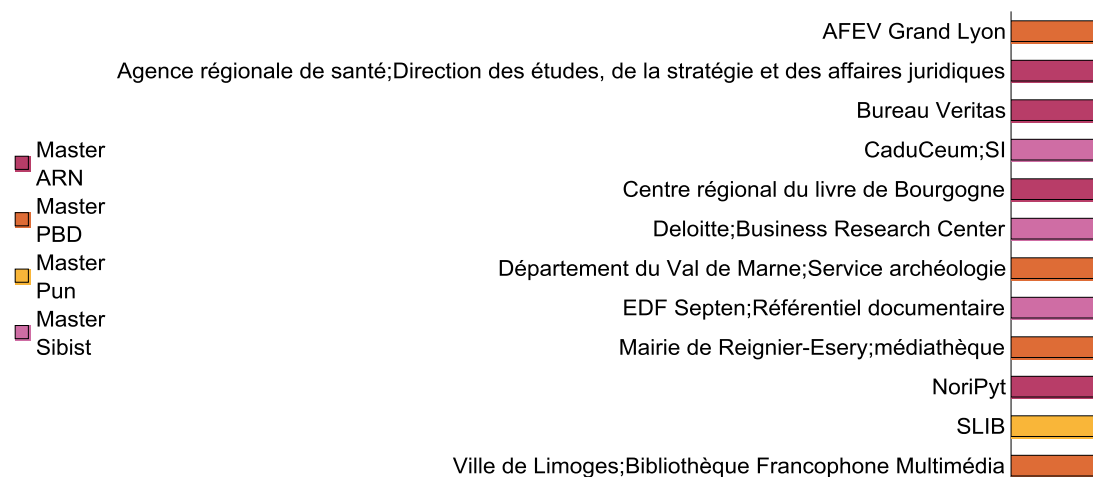 AFEV Grand Lyon
Agence régionale de santé;Direction des études, de la stratégie et des affaires juridiques
Bureau Veritas
CaduCeum;SI
Centre régional du livre de Bourgogne
Deloitte;Business Research Center
Département du Val de Marne;Service archéologie
EDF Septen;Référentiel documentaire
Mairie de Reignier-Esery;médiathèque
NoriPyt
SLIB
Ville de Limoges;Bibliothèque Francophone Multimédia
Master
ARN
Master
PBD
Master
Pun
Master
Sibist